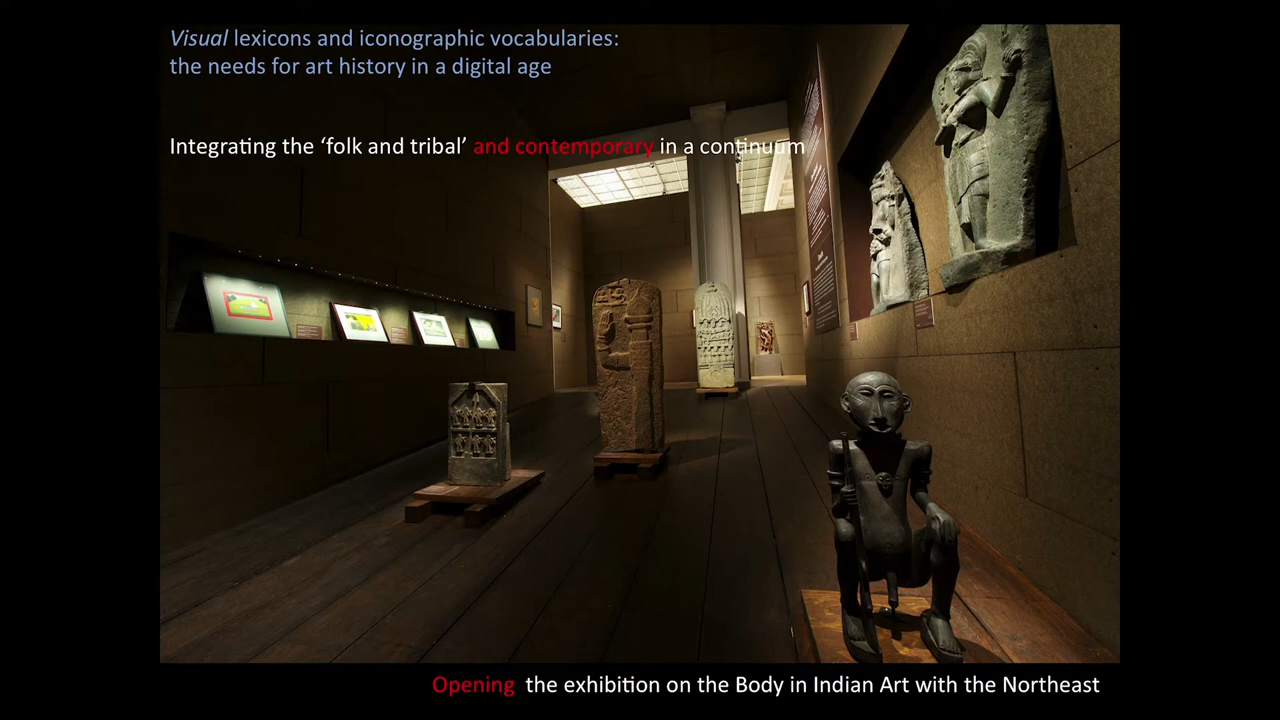 Visual lexicons and iconographic vocabularies:
the needs for art history in a digital age
Integrating the ‘folk and tribal’ and contemporary in a continuum
Opening the exhibition on the Body in Indian Art with the Northeast